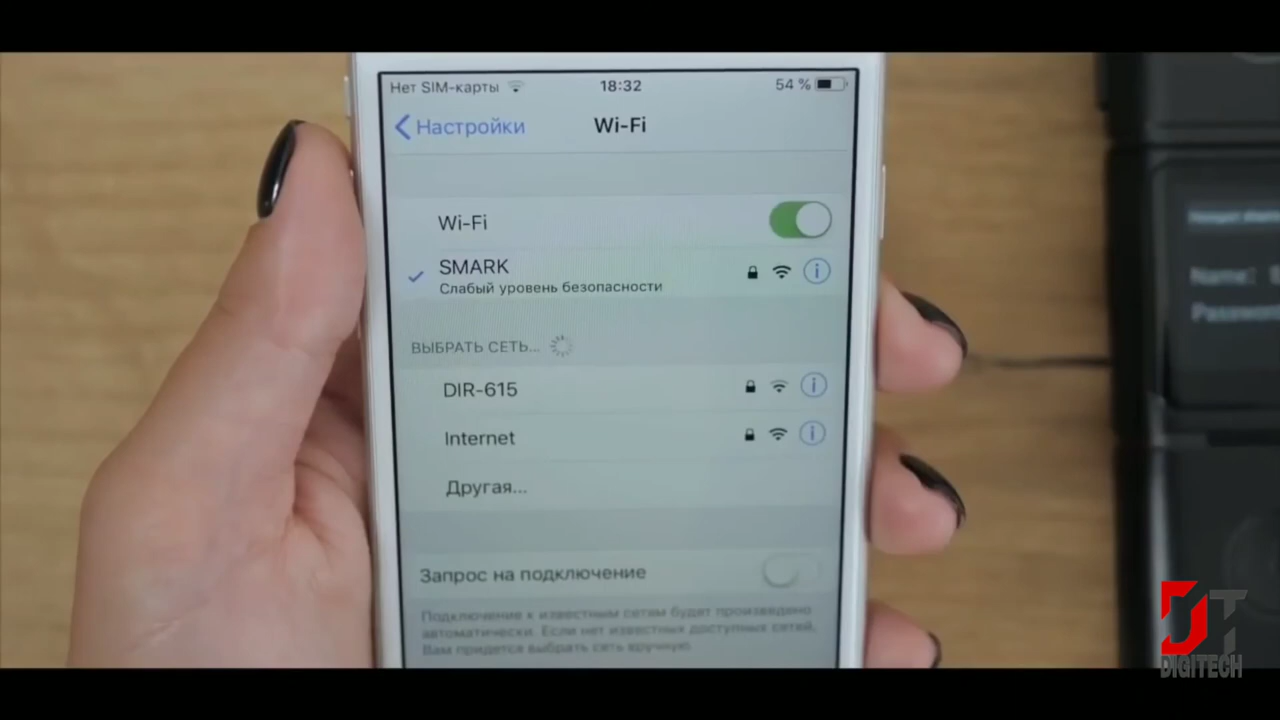 Нет SIM-карты
18:32
54 %
Настройки
Wi-Fi
Wi-Fi
SMARK
Слабый уровень безопасности
ВЫБРАТЬ СЕТЬ...
DIR-615
Internet
Другая...
Запрос на подключение
Подключение к известным сетям будет произведено
автоматически. Если нет известных доступных сетей,
Вам придется выбрать сеть вручную.
Name:
Password
DIGITECH